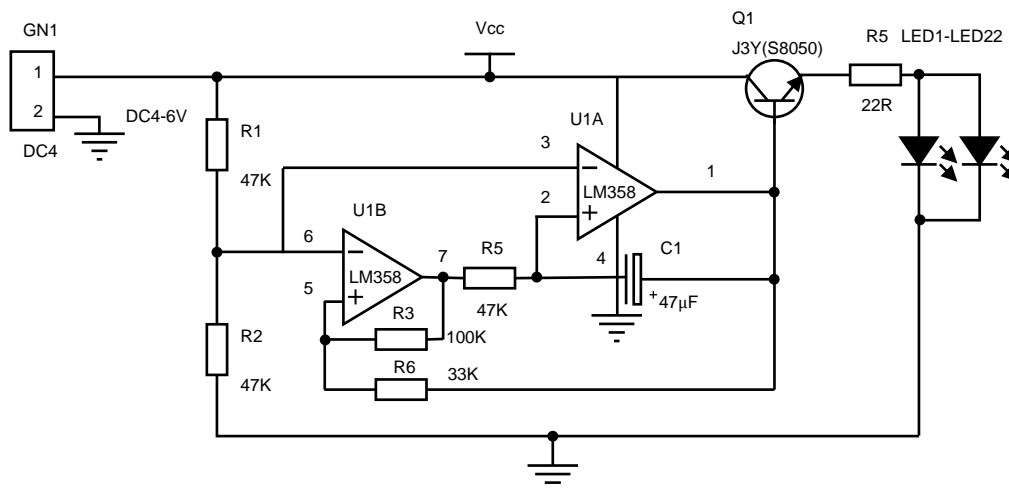 GN1
1
2
DC4
DC4-6V
Vcc
Q1
J3Y(S8050)
R5 LED1-LED22
22R
R1
47K
U1A
3
−
LM358
1
2
+
4
U1B
6
−
LM358
7
5
+
R5
47K
C1
+
47μF
R3
100K
R6
33K
R2
47K